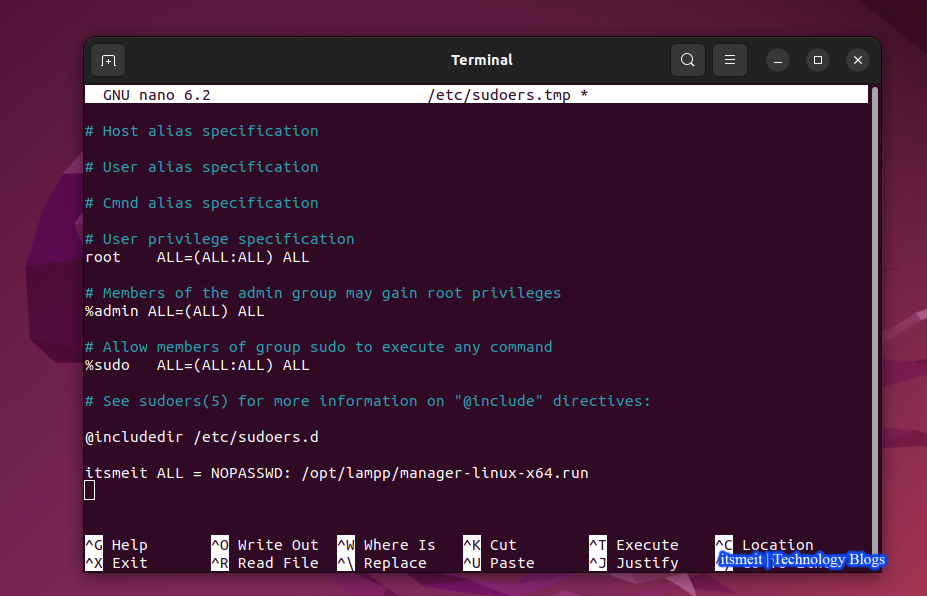 Terminal
GNU nano 6.2 /etc/sudoers.tmp *
# Host alias specification
# User alias specification
# Cmnd alias specification
# User privilege specification
root ALL=(ALL:ALL) ALL
# Members of the admin group may gain root privileges
%admin ALL=(ALL) ALL
# Allow members of group sudo to execute any command
%sudo ALL=(ALL:ALL) ALL
# See sudoers(5) for more information on "@include" directives:
@includedir /etc/sudoers.d
itsmeit ALL = NOPASSWD: /opt/lampp/manager-linux-x64.run
^G Help ^O Write Out ^W Where Is ^K Cut ^T Execute ^C Location
^X Exit ^R Read File ^\ Replace ^U Paste ^J Justify
itsmeit | Technology Blogs